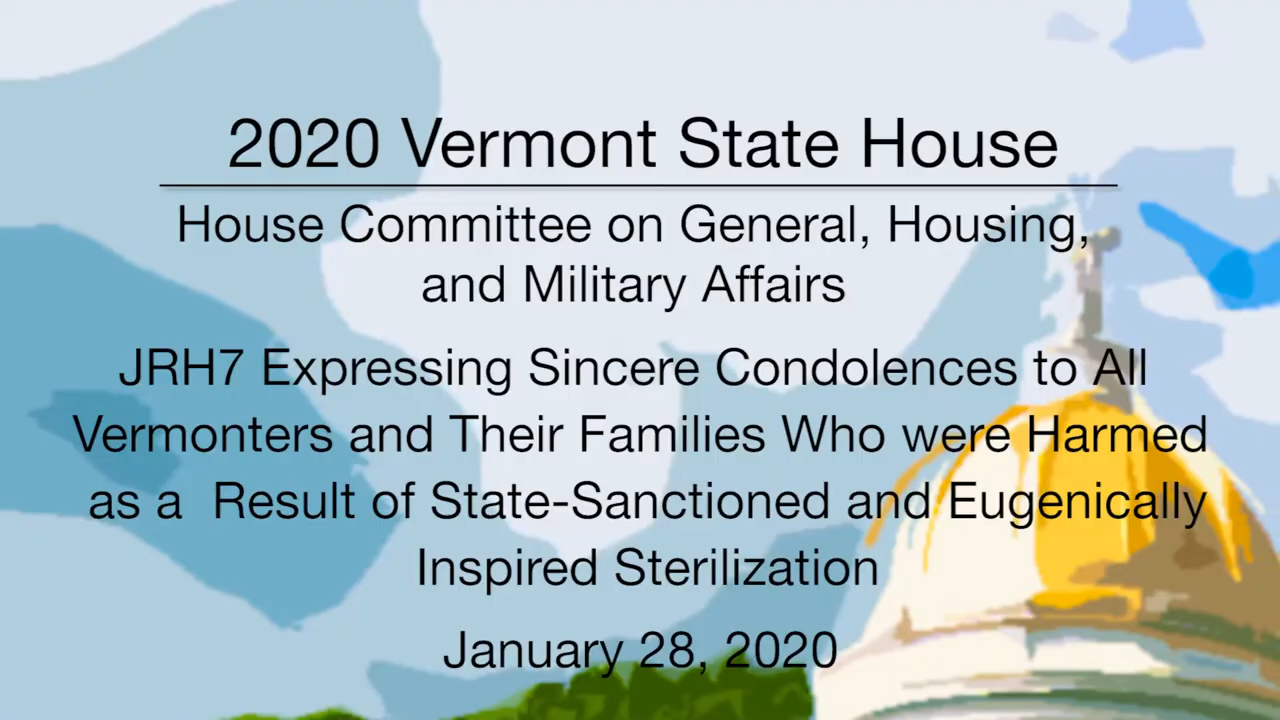 2020 Vermont State House
House Committee on General, Housing,
and Military Affairs
JRH7 Expressing Sincere Condolences to All
Vermonters and Their Families Who were Harmed
as a  Result of State-Sanctioned and Eugenically
Inspired Sterilization
January 28, 2020